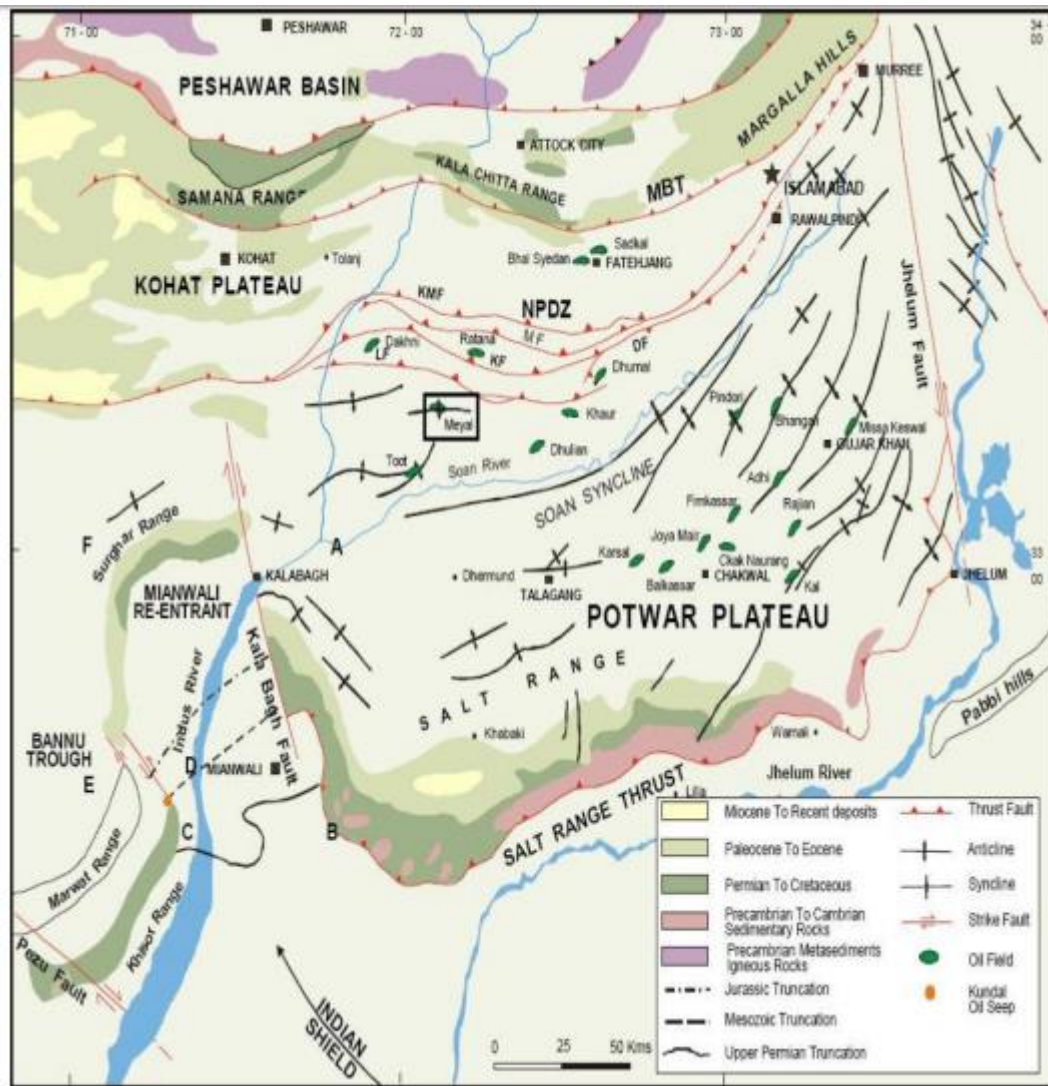 71 - 00
72 - 00
73 - 00
34
00
PESHAWAR
PESHAWAR BASIN
MURREE
MARGALLA HILLS
ATTOCK CITY
KALA CHITTA RANGE
SAMANA RANGE
MBT
ISLAMABAD
RAWALPINDI
KOHAT
Tolanj
KOHAT PLATEAU
Sadkal
Bhal Syedan
FATEHJANG
Jhelum Fault
KMF
NPDZ
MF
DF
Dakhni
LF
Ratana
KF
Dhurnal
Meyal
Khaur
Pindori
Bhangali
Missa Keswal
GUJAR KHAN
Dhulian
Toot
Soan River
SOAN SYNCLINE
Adhi
Fimkassar
Rajian
Surghar Range
F
A
33
00
Joya Mair
Karsal
Balkassar
Ckak Naurang
CHAKWAL
Kal
JHELUM
KALABAGH
Dhermund
TALAGANG
MIANWALI
RE-ENTRANT
POTWAR PLATEAU
Kala Bagh Fault
Indus River
SALT RANGE
Khabaki
Warnali
Pabbi hills
BANNU
TROUGH
E
D
MIANWALI
Jhelum River
Lilla
SALT RANGE THRUST
C
B
Marwat Range
Khisor Range
Pezu Fault
INDIAN
SHIELD
0 25 50 Kms
Miocene To Recent deposits
Paleocene To Eocene
Permian To Cretaceous
Precambrian To Cambrian
Sedimentary Rocks
Precambrian Metasediments
Igneous Rocks
Jurassic Truncation
Mesozoic Truncation
Upper Permian Truncation
Thrust Fault
Anticline
Syncline
Strike Fault
Oil Field
Kundal
Oil Seep